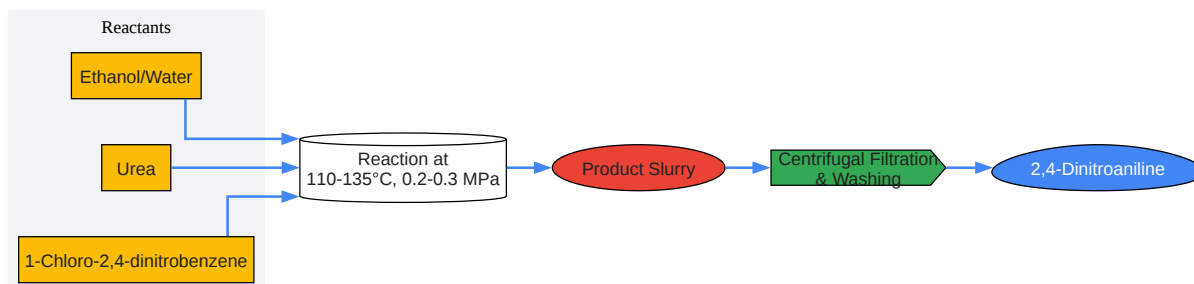 Reactants
Ethanol/Water
Urea
1-Chloro-2,4-dinitrobenzene
Reaction at
110-135°C, 0.2-0.3 MPa
Product Slurry
Centrifugal Filtration
& Washing
2,4-Dinitroaniline